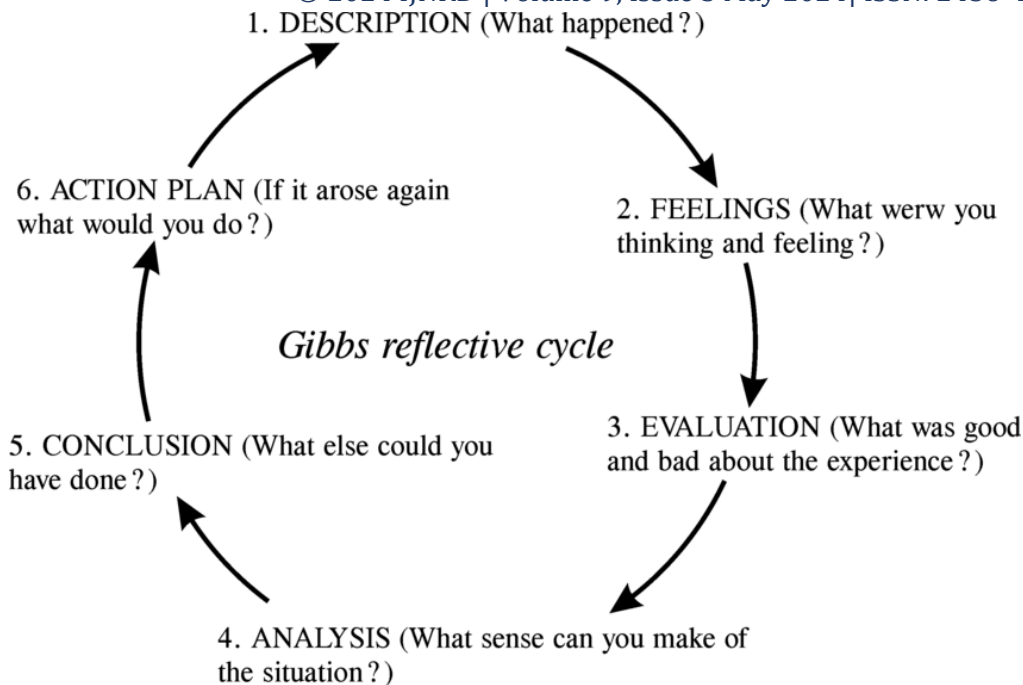 1. DESCRIPTION (What happened?)
6. ACTION PLAN (If it arose again
what would you do?)
2. FEELINGS (What werw you
thinking and feeling?)
Gibbs reflective cycle
5. CONCLUSION (What else could you
have done?)
3. EVALUATION (What was good
and bad about the experience?)
4. ANALYSIS (What sense can you make of
the situation?)